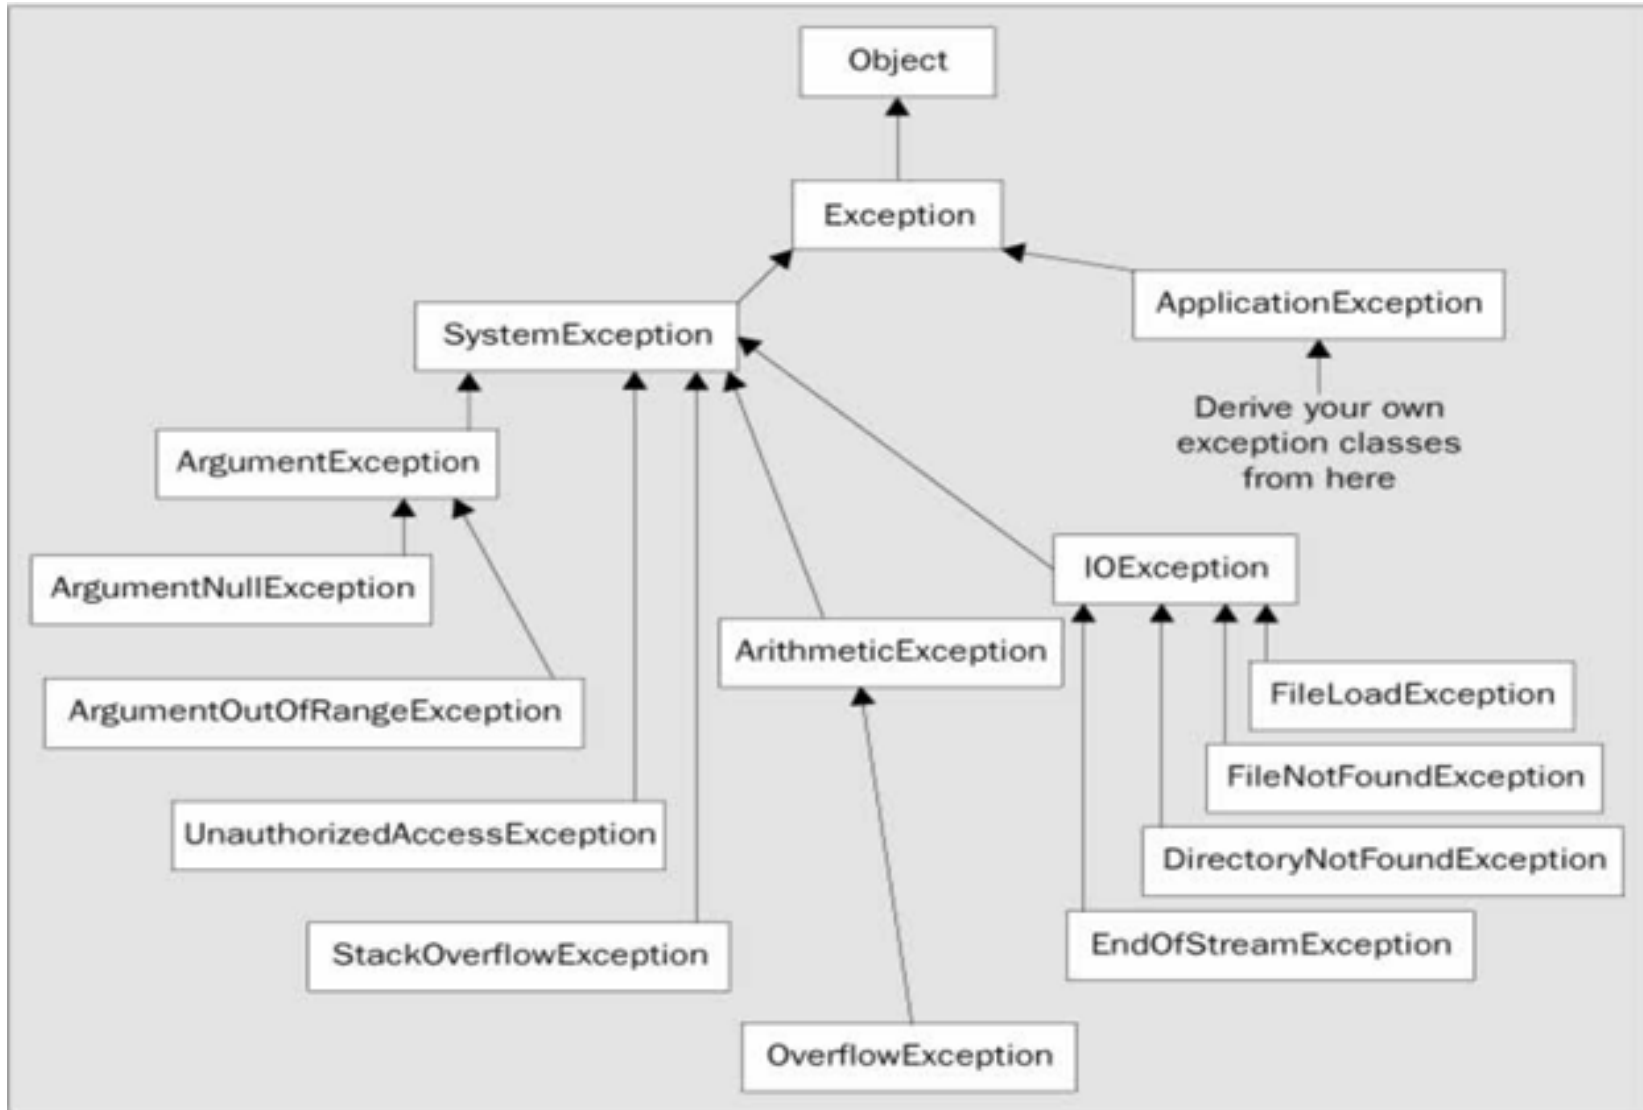 Object
Exception
ApplicationException
SystemException
Derive your own
exception classes
from here
ArgumentException
IOException
ArgumentNullException
ArithmeticException
FileLoadException
ArgumentOutOfRangeException
FileNotFoundException
UnauthorizedAccessException
DirectoryNotFoundException
StackOverflowException
EndOfStreamException
OverflowException